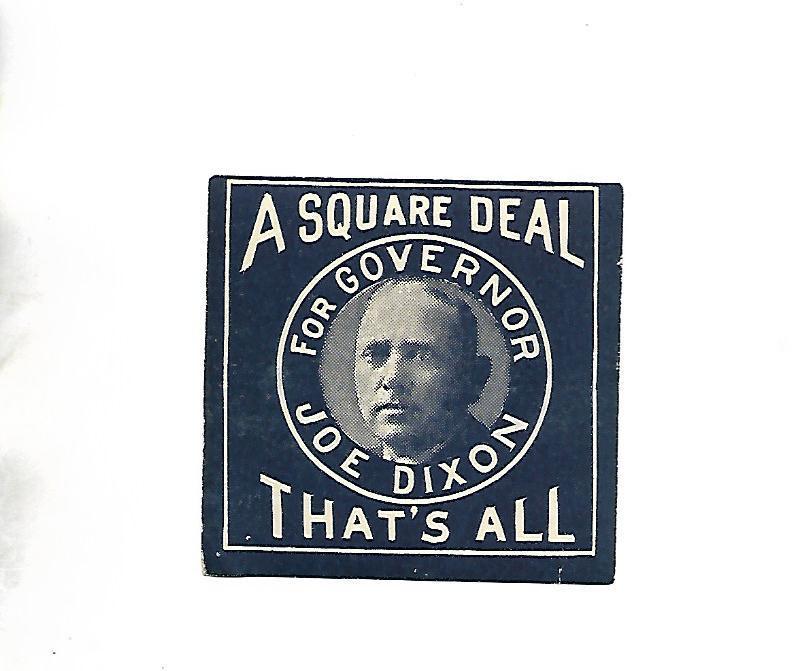 A SQUARE DEAL
FOR GOVERNOR
JOE DIXON
THAT'S ALL